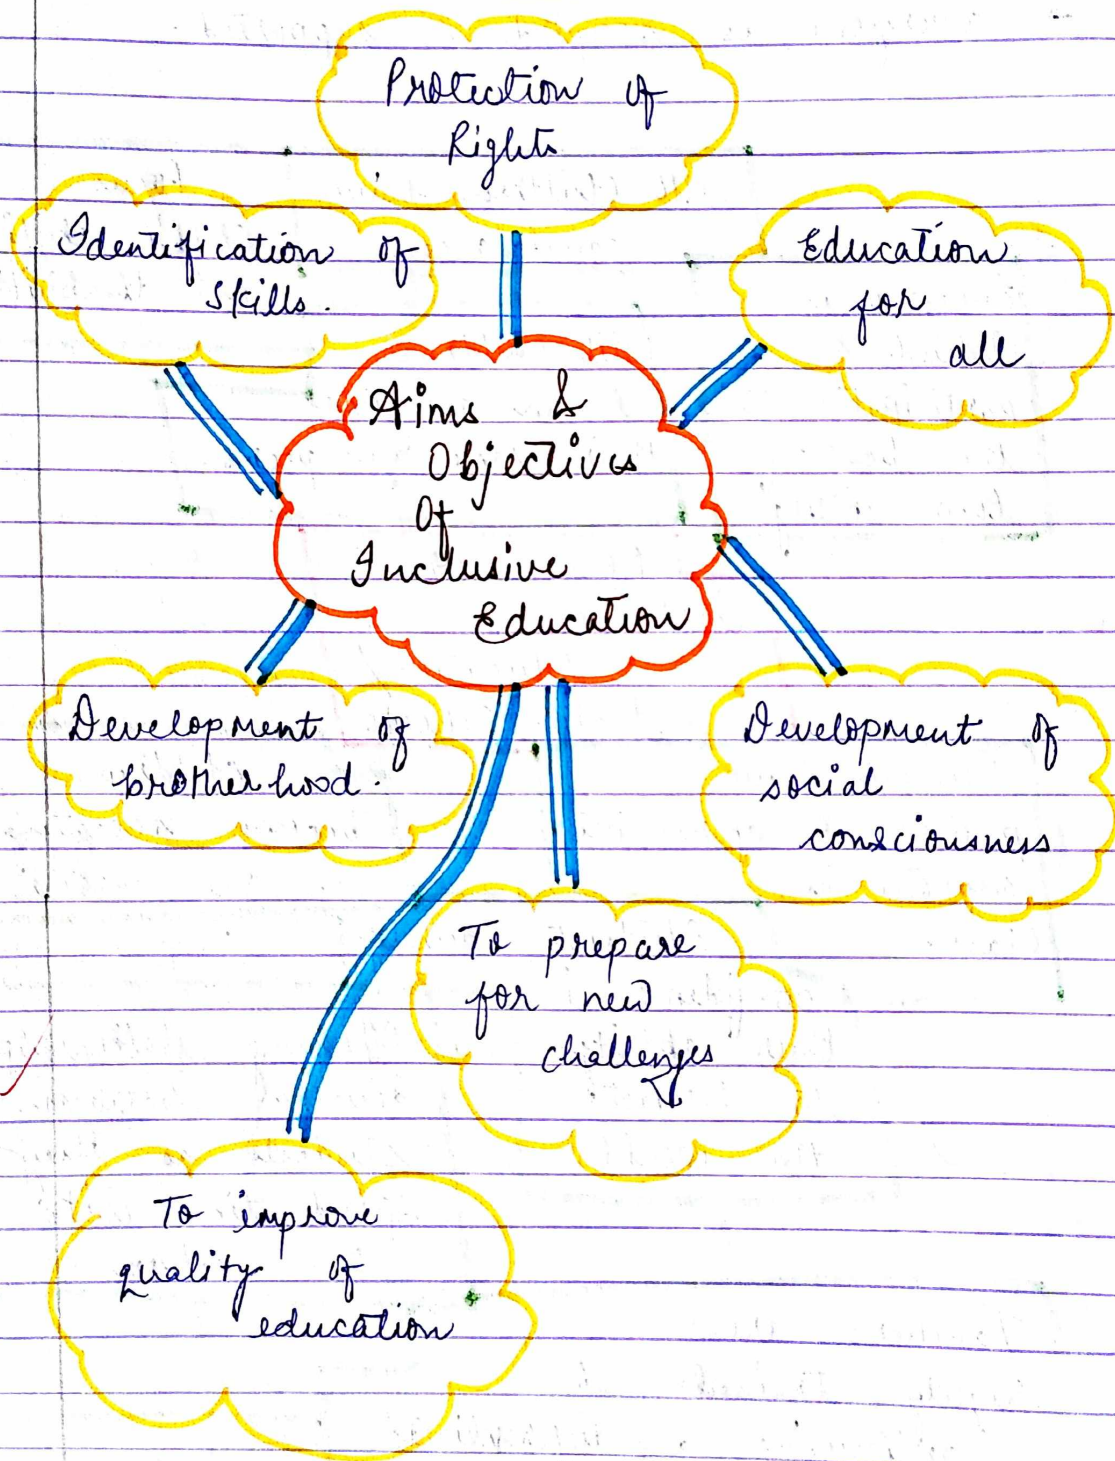 Protection of
Rights
Identification of
Skills.
Education
for
all
Aims &
Objectives
Of
Inclusive
Education
Development of
brotherhood.
Development of
social
consciousness
To prepare
for new
challenges
To improve
quality of
education